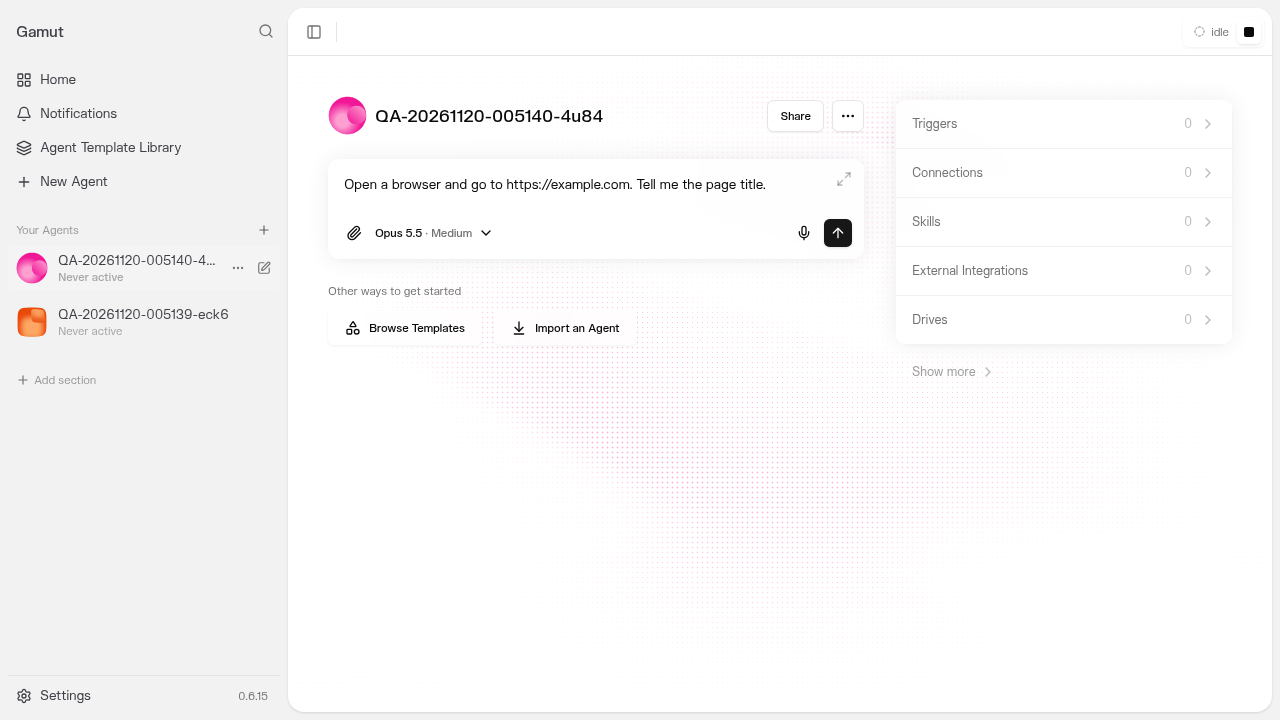 Gamut
Home
Notifications
Agent Template Library
New Agent
Your Agents
QA-20261120-005140-4...
Never active
QA-20261120-005139-eck6
Never active
Add section
Settings
0.6.15
idle
QA-20261120-005140-4u84
Share
Open a browser and go to https://example.com. Tell me the page title.
Opus 5.5 · Medium
Other ways to get started
Browse Templates
Import an Agent
Triggers 0
Connections 0
Skills 0
External Integrations 0
Drives 0
Show more